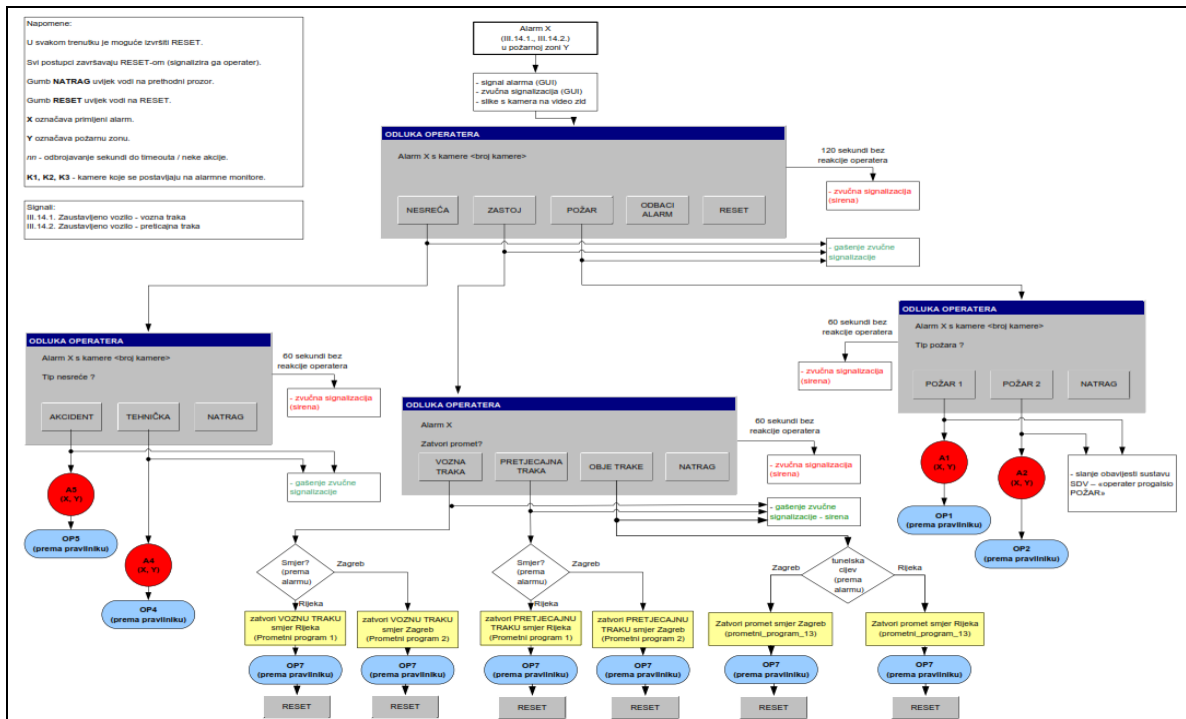 Napomene:
U svakom trenutku je moguće izvršiti RESET.
Svi postupci završavaju RESET-om (signalizira ga operater).
Gumb NATRAG uvijek vodi na prethodni prozor.
Gumb RESET uvijek vodi na RESET.
X označava primljeni alarm.
Y označava požarnu zonu.
nn - odbrojavanje sekundi do timeouta / neke akcije.
K1, K2, K3 - kamere koje se postavljaju na alarmne monitore.
Signali:
III.14.1. Zaustavljeno vozilo - vozna traka
III.14.2. Zaustavljeno vozilo - preticajna traka
Alarm X
(III.14.1., III.14.2.)
u požarnoj zoni Y
- signal alarma (GUI)
- zvučna signalizacija (GUI)
- slike s kamera na video zid
ODLUKA OPERATERA
Alarm X s kamere <broj kamere>
NESREĆA
ZASTOJ
POŽAR
ODBACI
ALARM
RESET
120 sekundi bez
reakcije operatera
- zvučna signalizacija
(sirena)
- gašenje zvučne
signalizacije
ODLUKA OPERATERA
Alarm X s kamere <broj kamere>
Tip nesreće ?
AKCIDENT
TEHNIČKA
NATRAG
60 sekundi bez
reakcije operatera
- zvučna signalizacija
(sirena)
- gašenje zvučne
signalizacije
A5
(X, Y)
OP5
(prema pravilniku)
A4
(X, Y)
OP4
(prema pravilniku)
ODLUKA OPERATERA
Alarm X
Zatvori promet?
VOZNA
TRAKA
PRETJECAJNA
TRAKA
OBJE TRAKE
NATRAG
60 sekundi bez
reakcije operatera
- zvučna signalizacija
(sirena)
- gašenje zvučne
signalizacije - sirena
ODLUKA OPERATERA
Alarm X s kamere <broj kamere>
Tip požara ?
POŽAR 1
POŽAR 2
NATRAG
60 sekundi bez
reakcije operatera
- zvučna signalizacija
(sirena)
A1
(X, Y)
OP1
(prema pravilniku)
A2
(X, Y)
OP2
(prema pravilniku)
- slanje obavijesti sustavu
SDV – «operater progalsio
POŽAR»
Smjer?
(prema
alarmu)
Zagreb
Rijeka
Smjer?
(prema
alarmu)
Zagreb
Rijeka
Zagreb
tunelska
cijev
(prema
alarmu)
Rijeka
zatvori VOZNU TRAKU
smjer Rijeka
(Prometni program 1)
zatvori VOZNU TRAKU
smjer Zagreb
(Prometni program 2)
zatvori PRETJECAJNU
TRAKU smjer Rijeka
(Prometni program 1)
zatvori PRETJECAJNU
TRAKU smjer Zagreb
(Prometni program 2)
Zatvori promet smjer Zagreb
(prometni_program_13)
Zatvori promet smjer Rijeka
(prometni_program_13)
OP7
(prema pravilniku)
OP7
(prema pravilniku)
OP7
(prema pravilniku)
OP7
(prema pravilniku)
OP7
(prema pravilniku)
OP7
(prema pravilniku)
RESET
RESET
RESET
RESET
RESET
RESET